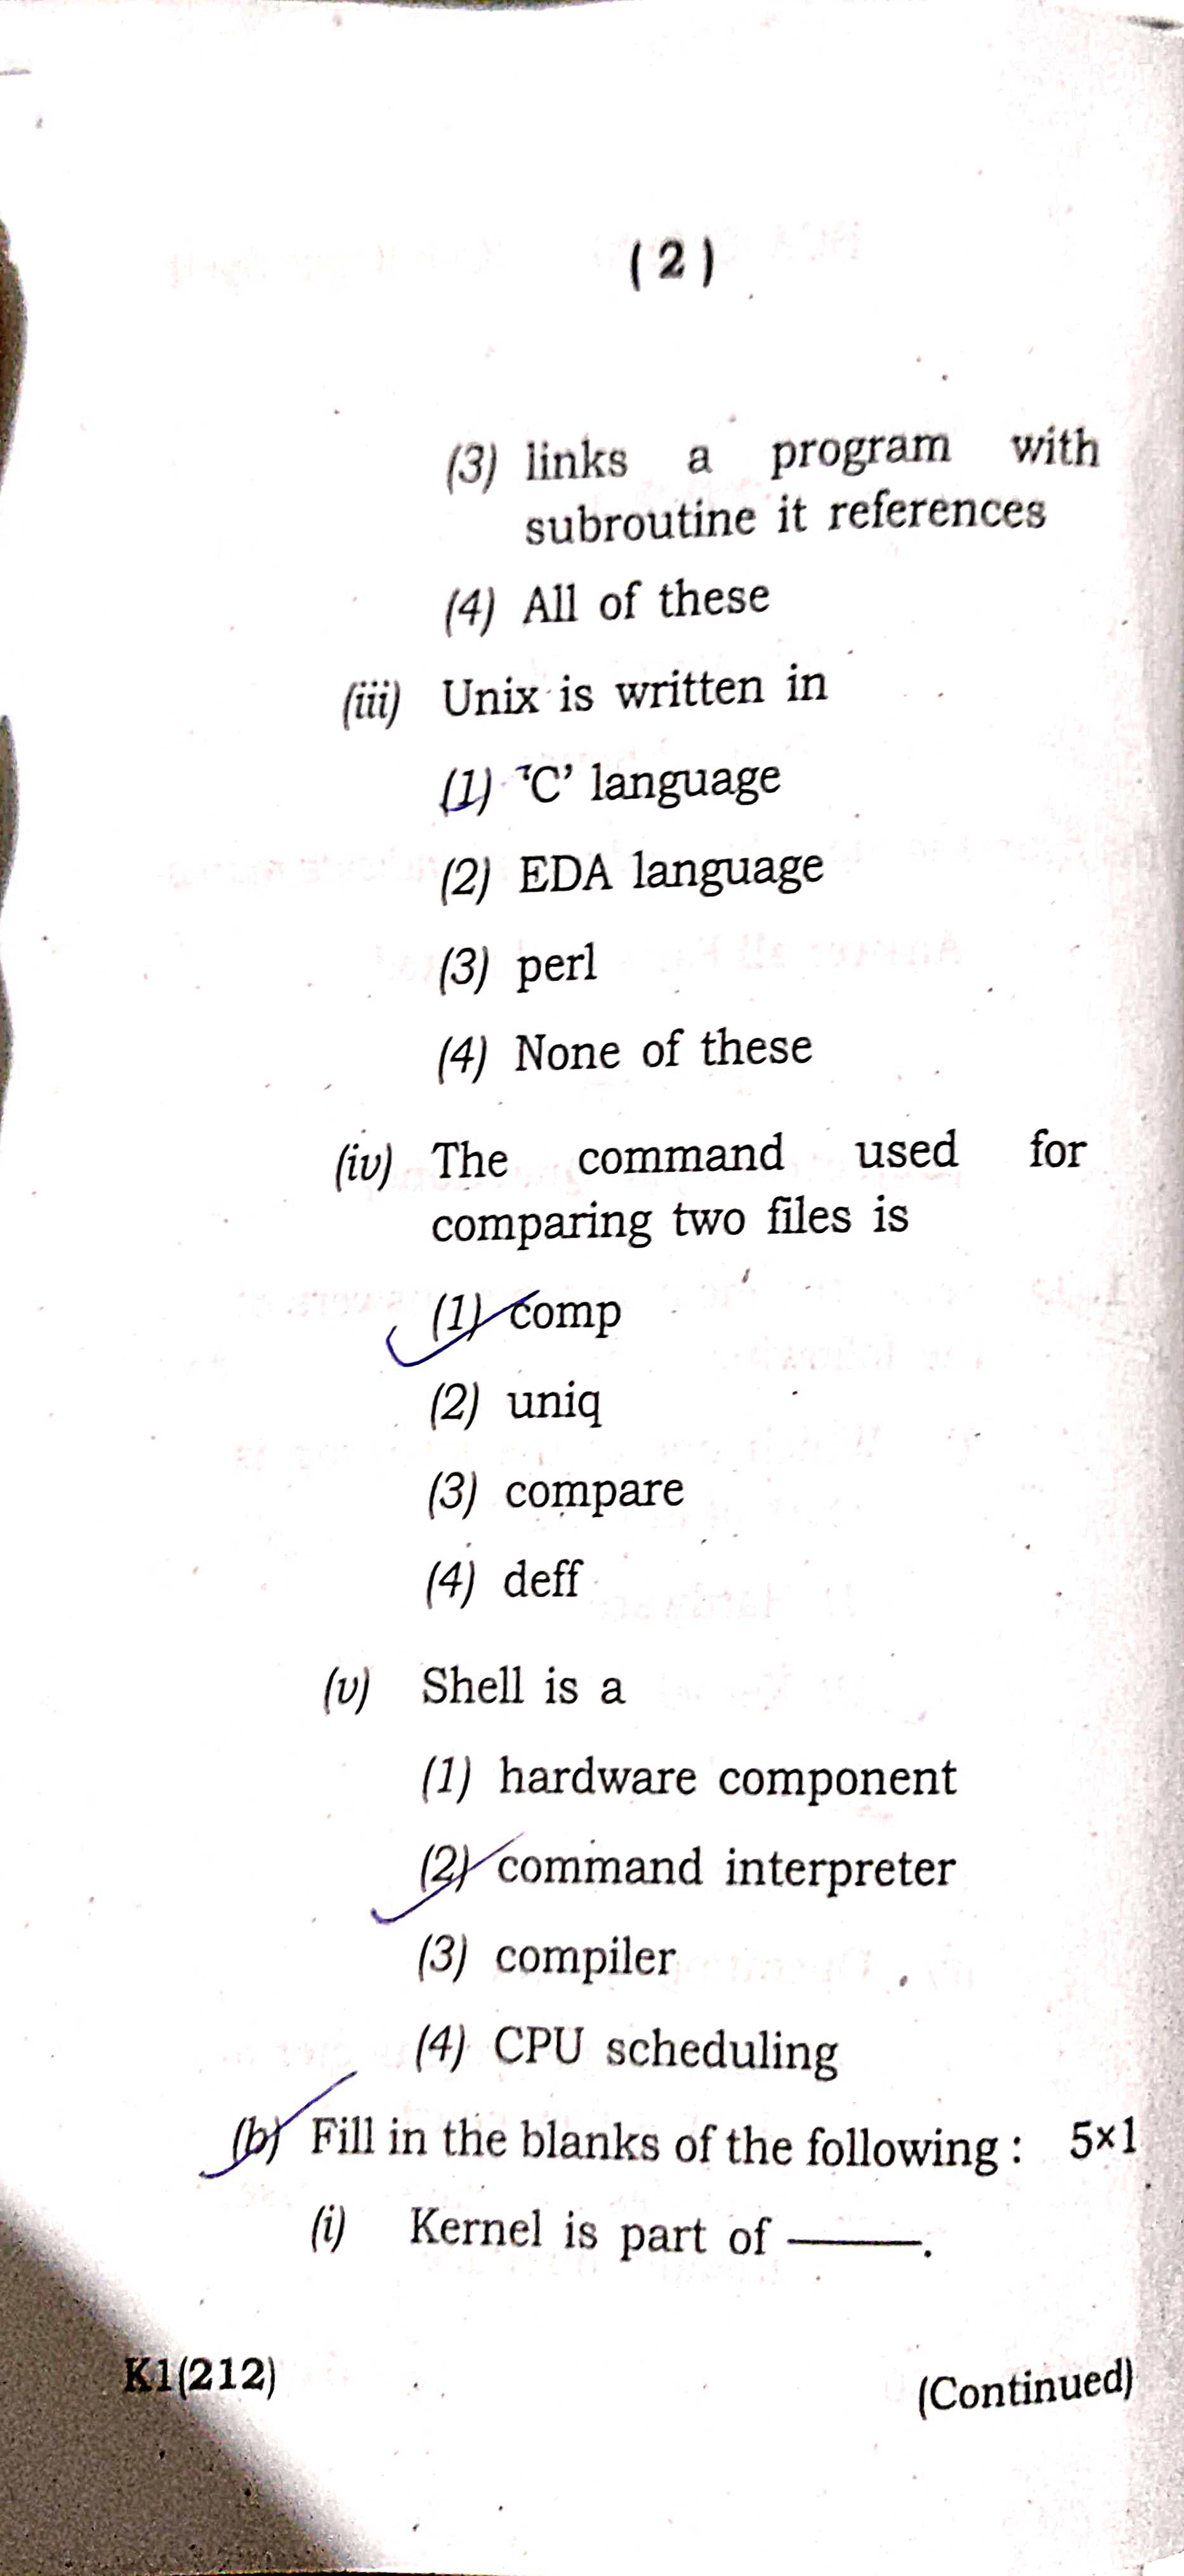 (2)
(3) links a program with
subroutine it references
(4) All of these
(iii) Unix is written in
(1) 'C' language
(2) EDA language
(3) perl
(4) None of these
(iv) The command used for
comparing two files is
(1) comp
(2) uniq
(3) compare
(4) deff
(v) Shell is a
(1) hardware component
(2) command interpreter
(3) compiler
(4) CPU scheduling
(b) Fill in the blanks of the following : 5×1
(i) Kernel is part of ———.
K1(212)
(Continued)